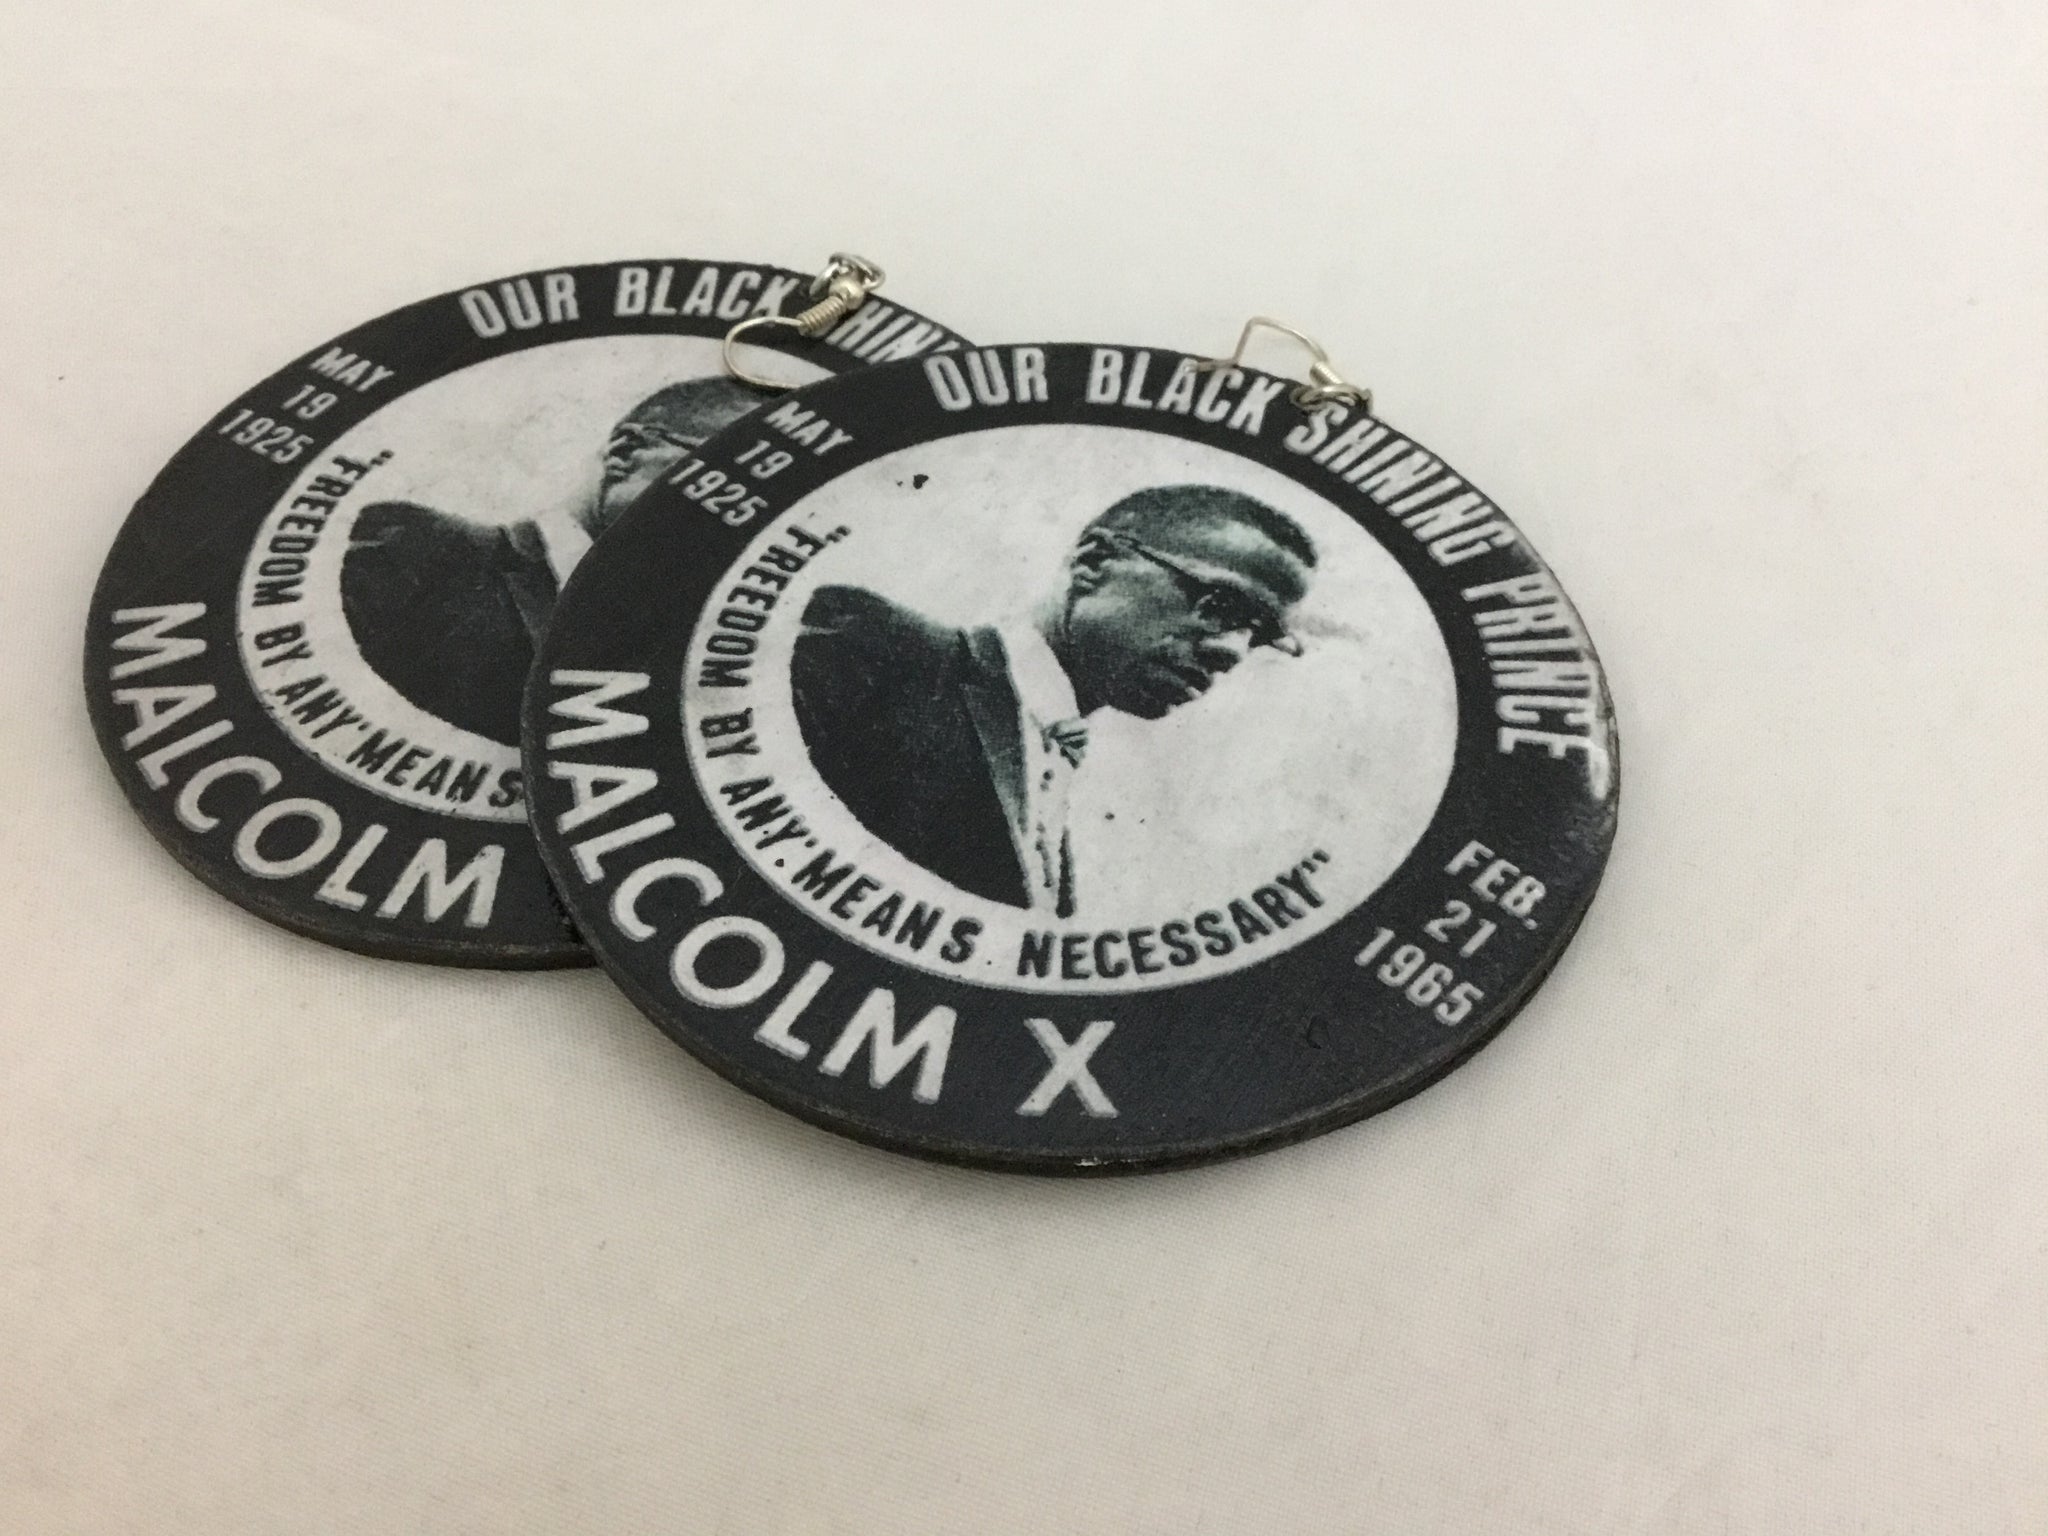 OUR BLACK SHININ
MAY
19
1925
"FREEDOM BY ANY MEANS
MALCOLM
OUR BLACK SHINING PRINCE
MAY
19
1925
"FREEDOM BY ANY MEANS NECESSARY"
FEB.
21
1965
MALCOLM X